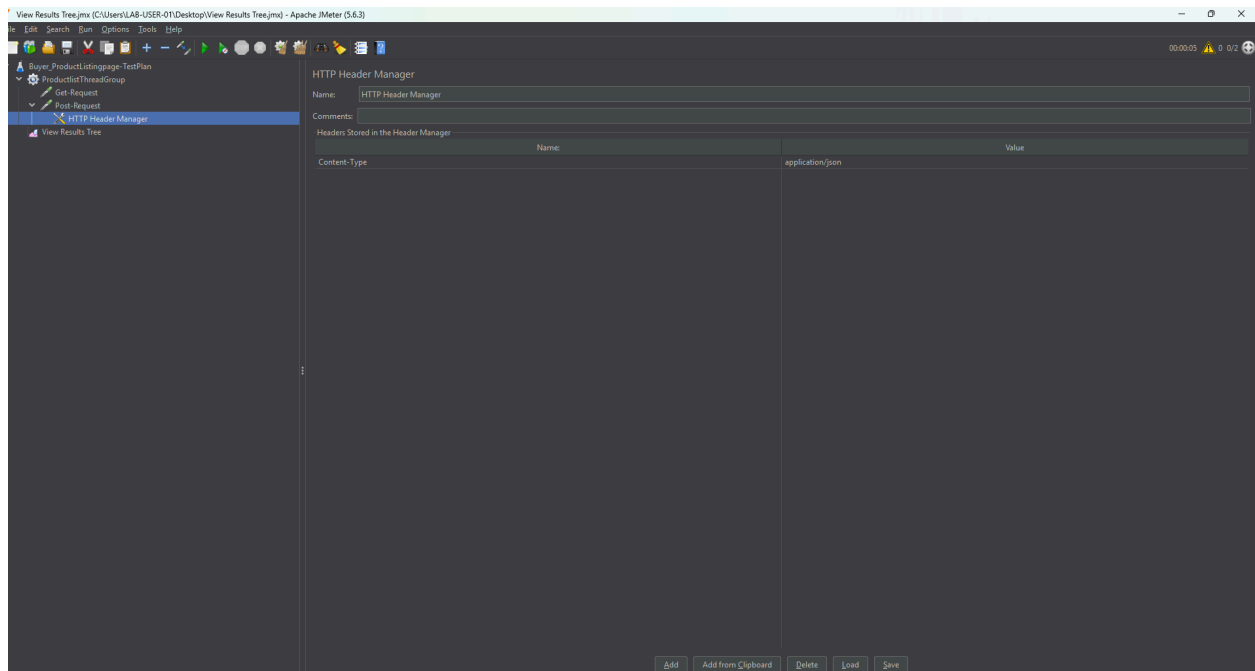 View Results Tree.jmx (C:\Users\LAB-USER-01\Desktop\View Results Tree.jmx) - Apache JMeter (5.6.3)
ile Edit Search Run Options Tools Help
00:00:05 0 0/2
Buyer_ProductListingpage-TestPlan
ProductlistThreadGroup
Get-Request
Post-Request
HTTP Header Manager
View Results Tree
HTTP Header Manager
Name: HTTP Header Manager
Comments:
Headers Stored in the Header Manager
Name: Value
Content-Type application/json
Add Add from Clipboard Delete Load Save